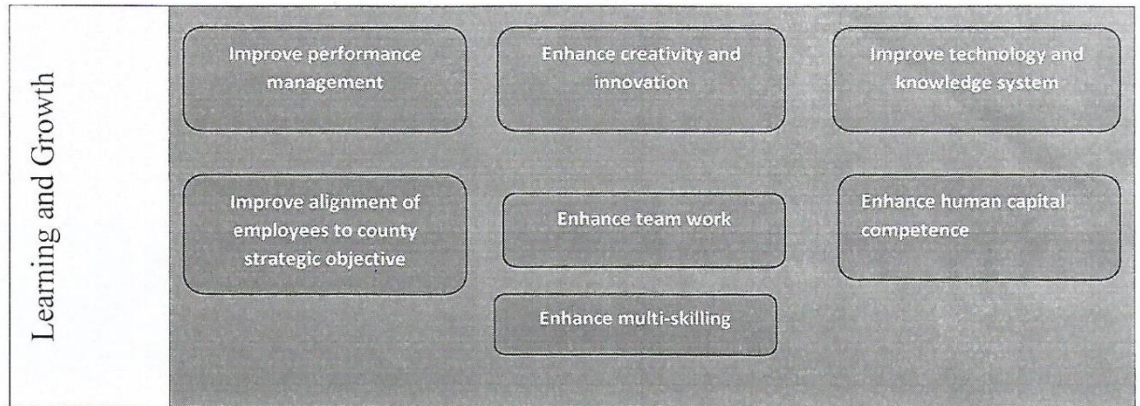 Learning and Growth
Improve performance
management
Enhance creativity and
innovation
Improve technology and
knowledge system
Improve alignment of
employees to county
strategic objective
Enhance team work
Enhance human capital
competence
Enhance multi-skilling